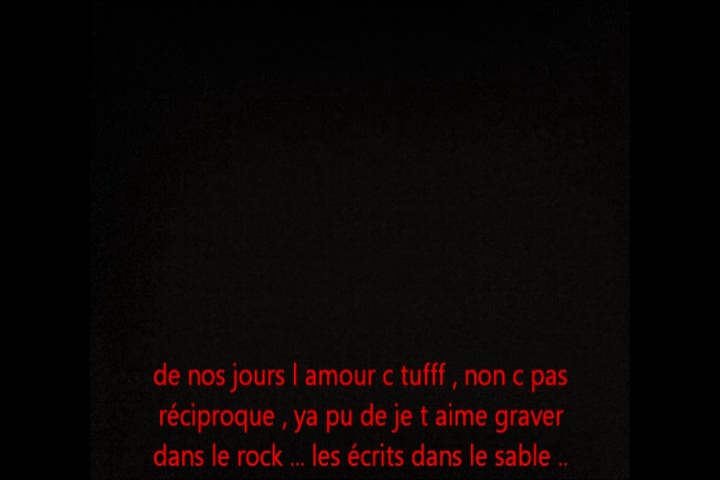 de nos jours l amour c tufff , non c pas
réciproque , ya pu de je t aime graver
dans le rock ... les écrits dans le sable ..